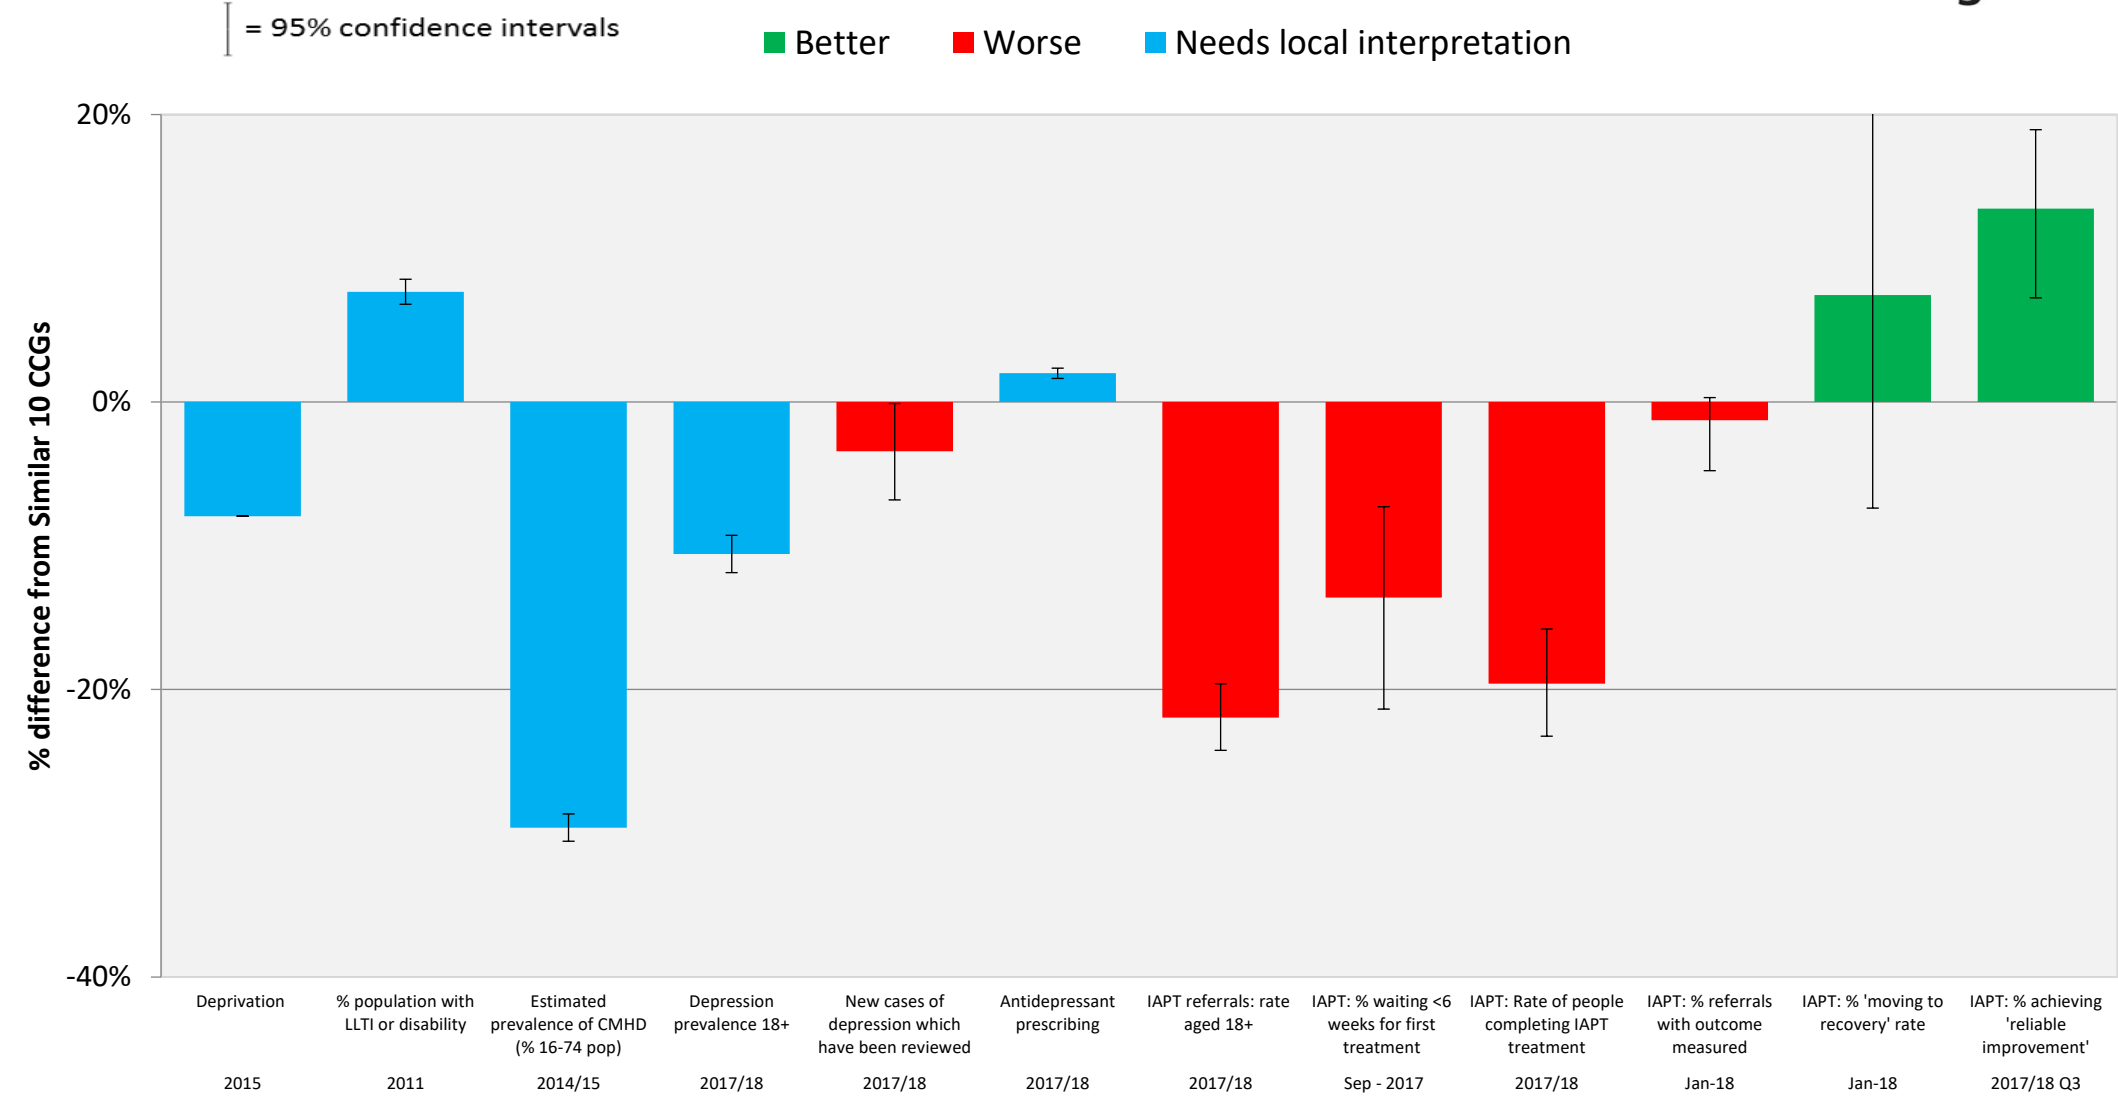 = 95% confidence intervals
Better
Worse
Needs local interpretation
% difference from Similar 10 CCGs
20%
0%
-20%
-40%
Deprivation
2015
% population with
LLTI or disability
2011
Estimated
prevalence of CMHD
(% 16-74 pop)
2014/15
Depression
prevalence 18+
2017/18
New cases of
depression which
have been reviewed
2017/18
Antidepressant
prescribing
2017/18
IAPT referrals: rate
aged 18+
2017/18
IAPT: % waiting <6
weeks for first
treatment
Sep - 2017
IAPT: Rate of people
completing IAPT
treatment
2017/18
IAPT: % referrals
with outcome
measured
Jan-18
IAPT: % 'moving to
recovery' rate
Jan-18
IAPT: % achieving
'reliable
improvement'
2017/18 Q3